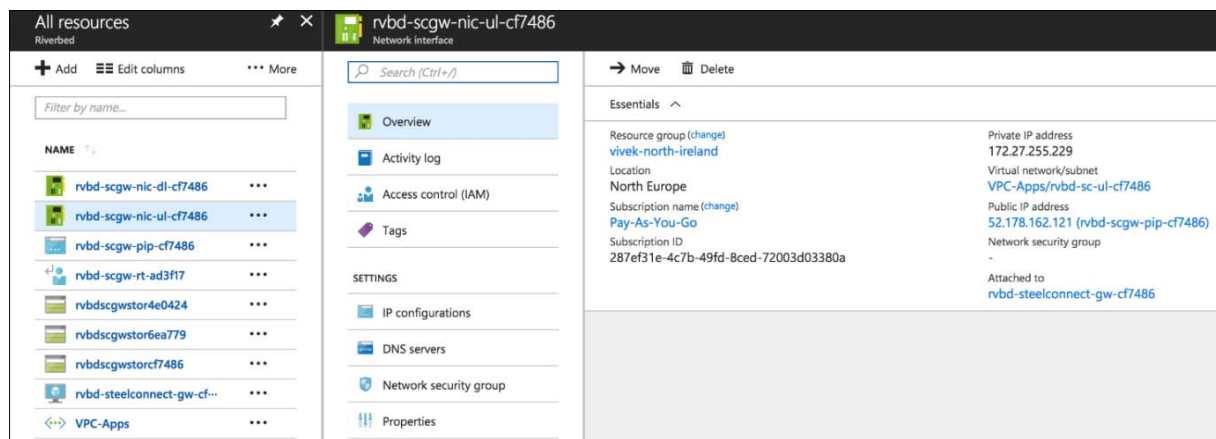 All resources
Riverbed
Add Edit columns More
Filter by name...
NAME
rvbd-scgw-nic-dl-cf7486
rvbd-scgw-nic-ul-cf7486
rvbd-scgw-pip-cf7486
rvbd-scgw-rt-ad3f17
rvbdscgwstor4e0424
rvbdscgwstor6ea779
rvbdscgwstorcf7486
rvbd-steelconnect-gw-cf···
VPC-Apps
rvbd-scgw-nic-ul-cf7486
Network interface
Search (Ctrl+/)
Overview
Activity log
Access control (IAM)
Tags
SETTINGS
IP configurations
DNS servers
Network security group
Properties
Move Delete
Essentials
Resource group (change)
vivek-north-ireland
Location
North Europe
Subscription name (change)
Pay-As-You-Go
Subscription ID
287ef31e-4c7b-49fd-8ced-72003d03380a
Private IP address
172.27.255.229
Virtual network/subnet
VPC-Apps/rvbd-sc-ul-cf7486
Public IP address
52.178.162.121 (rvbd-scgw-pip-cf7486)
Network security group
-
Attached to
rvbd-steelconnect-gw-cf7486